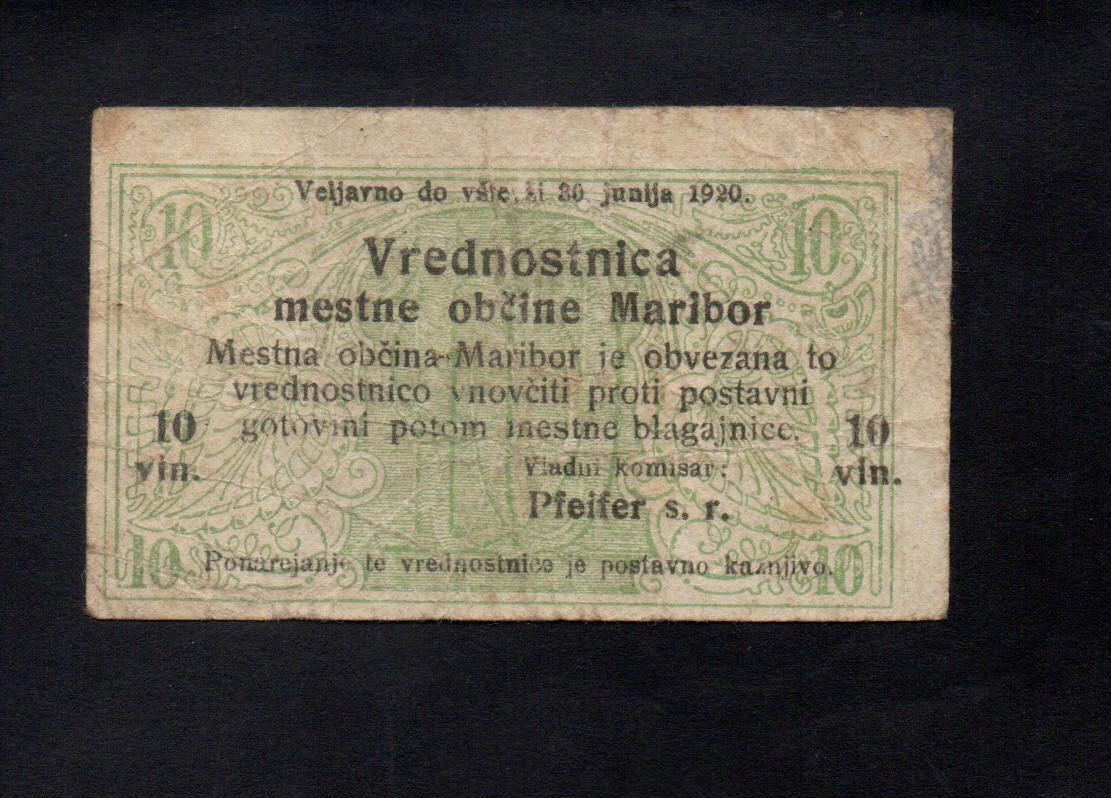 10 10
Veljavno do všte. ši 30 junija 1920.
Vrednostnica
mestne občine Maribor
Mestna občina Maribor je obvezana to
vrednostnico vnovčiti proti postavni
10 gotovini potom mestne blagajnice. 10
vin. Vladni komisar: vin.
Pfeifer s. r.
10 Ponarejanje te vrednostnice je postavno kaznjivo. 10